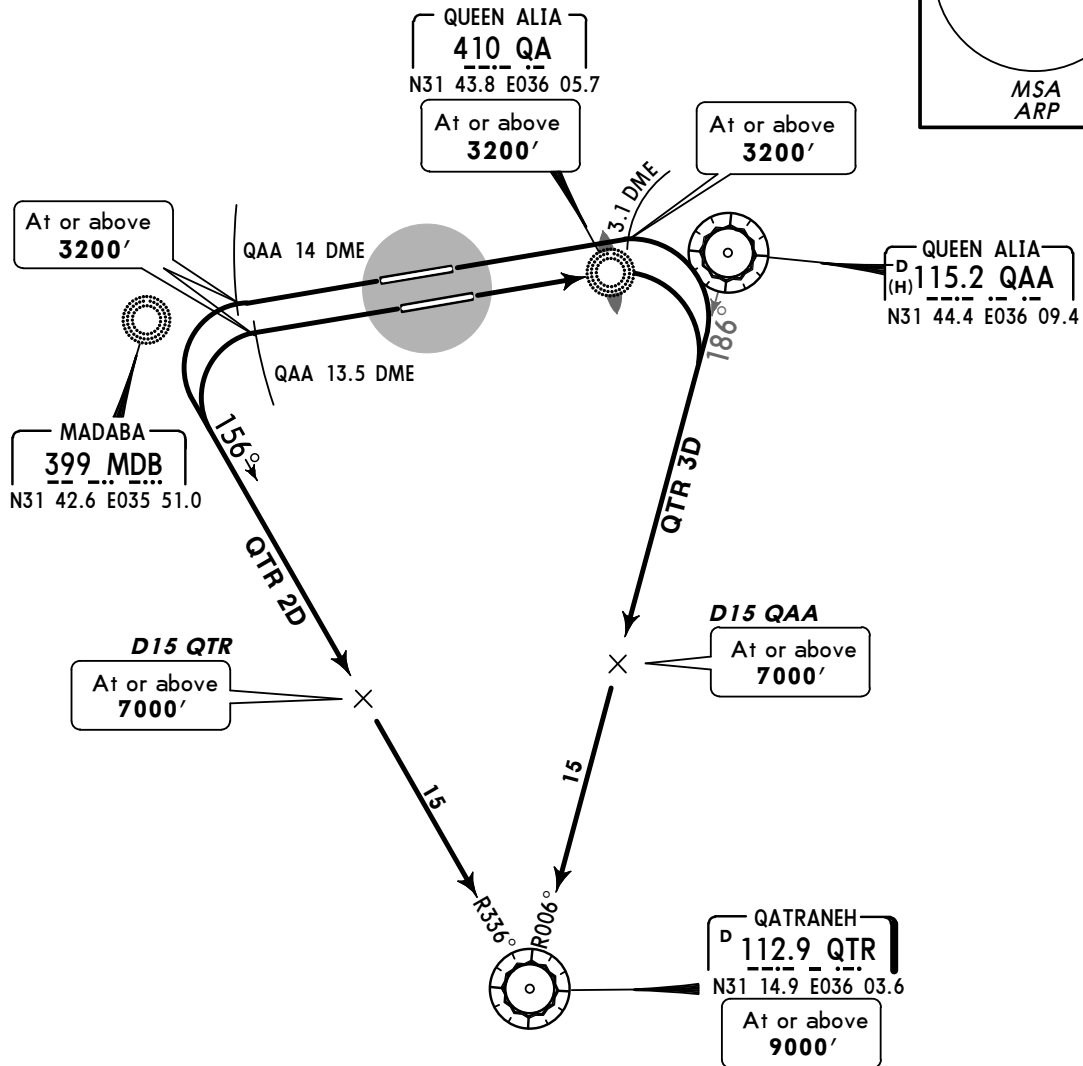 QUEEN ALIA
410 QA
N31 43.8 E036 05.7
At or above
3200'
At or above
3200'
MSA
ARP
3.1 DME
At or above
3200'
QAA 14 DME
QUEEN ALIA
D
(H)
115.2 QAA
N31 44.4 E036 09.4
186°
QAA 13.5 DME
MADABA
399 MDB
N31 42.6 E035 51.0
156°
QTR 3D
QTR 2D
D15 QTR
At or above
7000'
D15 QAA
At or above
7000'
15
15
R336°
R006°
QATRANEH
D 112.9 QTR
N31 14.9 E036 03.6
At or above
9000'